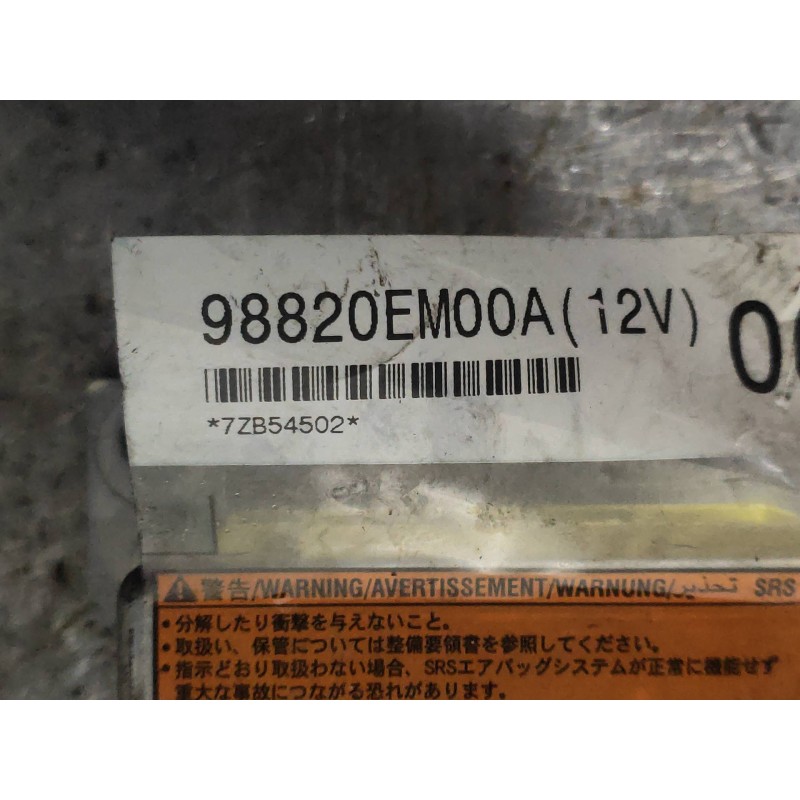 98820EM00A(12V)
*7ZB54502*
⚠警告/WARNING/AVERTISSEMENT/WARNUNG/تحذير SRS
•分解したり衝撃を与えないこと。
•取扱い、保管については整備要領書を参照してください。
•指示どおり取扱わない場合、SRSエアバッグシステムが正常に機能せず
重大な事故につながる恐れがあります。